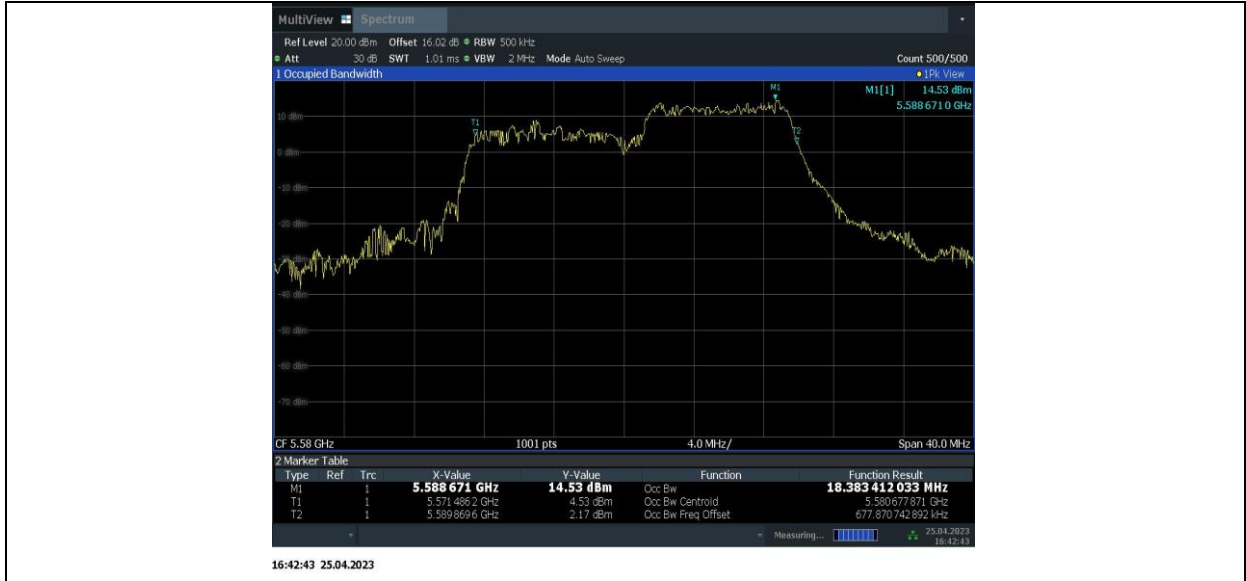 MultiView Spectrum
Ref Level 20.00 dBm Offset 16.02 dB RBW 500 kHz
Att 30 dB SWT 1.01 ms VBW 2 MHz Mode Auto Sweep Count 500/500
1 Occupied Bandwidth 1Pk View
M1 M1[1] 14.53 dBm
5.5886710 GHz
10 dBm
T1
T2
0 dBm
-10 dBm
-20 dBm
-40 dBm
-50 dBm
-60 dBm
-70 dBm
CF 5.58 GHz 1001 pts 4.0 MHz/ Span 40.0 MHz
2 Marker Table
Type Ref Trc X-Value Y-Value Function Function Result
M1 1 5.588 671 GHz 14.53 dBm Occ Bw 18.383 412 033 MHz
T1 1 5.571 486 2 GHz 4.53 dBm Occ Bw Centroid 5.580 677 871 GHz
T2 1 5.589 869 6 GHz 2.17 dBm Occ Bw Freq Offset 677.870 742 892 kHz
Measuring... 25.04.2023
16:42:43
16:42:43 25.04.2023